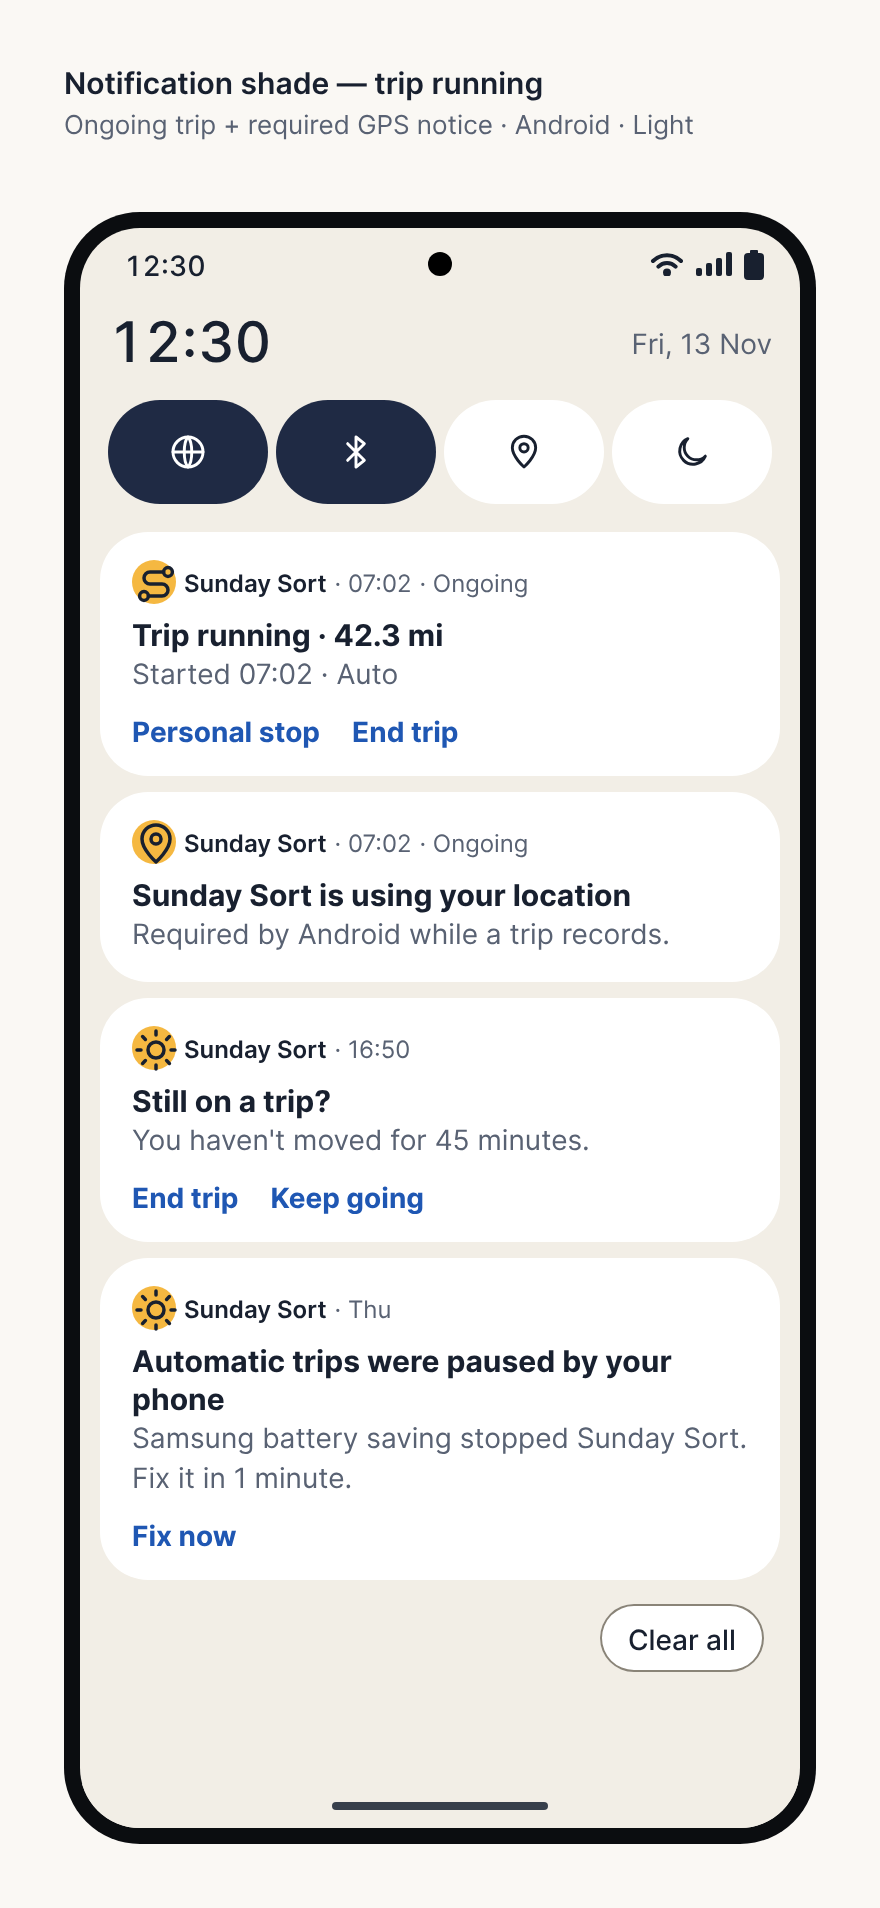 Notification shade — trip running
Ongoing trip + required GPS notice · Android · Light
12:30
12:30
Fri, 13 Nov
Sunday Sort · 07:02 · Ongoing
Trip running · 42.3 mi
Started 07:02 · Auto
Personal stop End trip
Sunday Sort · 07:02 · Ongoing
Sunday Sort is using your location
Required by Android while a trip records.
Sunday Sort · 16:50
Still on a trip?
You haven't moved for 45 minutes.
End trip Keep going
Sunday Sort · Thu
Automatic trips were paused by your
phone
Samsung battery saving stopped Sunday Sort.
Fix it in 1 minute.
Fix now
Clear all